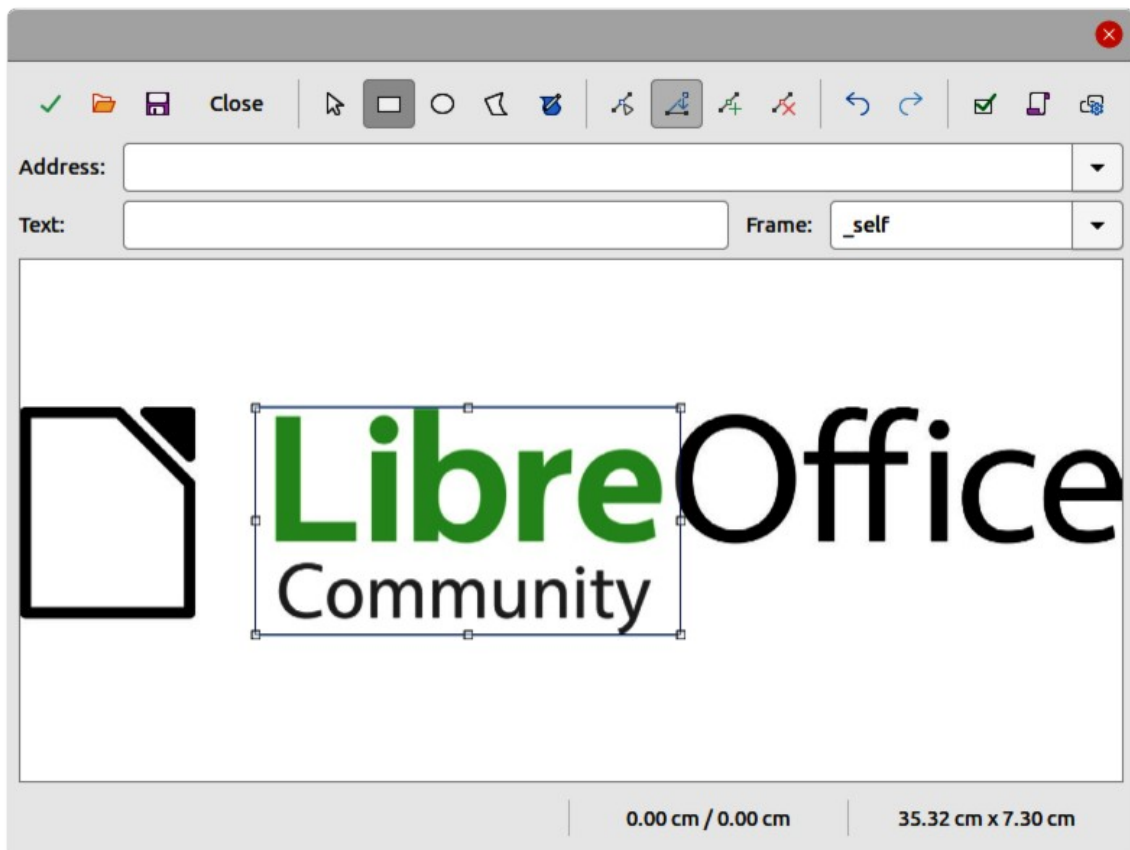 Close
Address:
Text:
Frame: _self
LibreOffice
Community
0.00 cm / 0.00 cm 35.32 cm x 7.30 cm